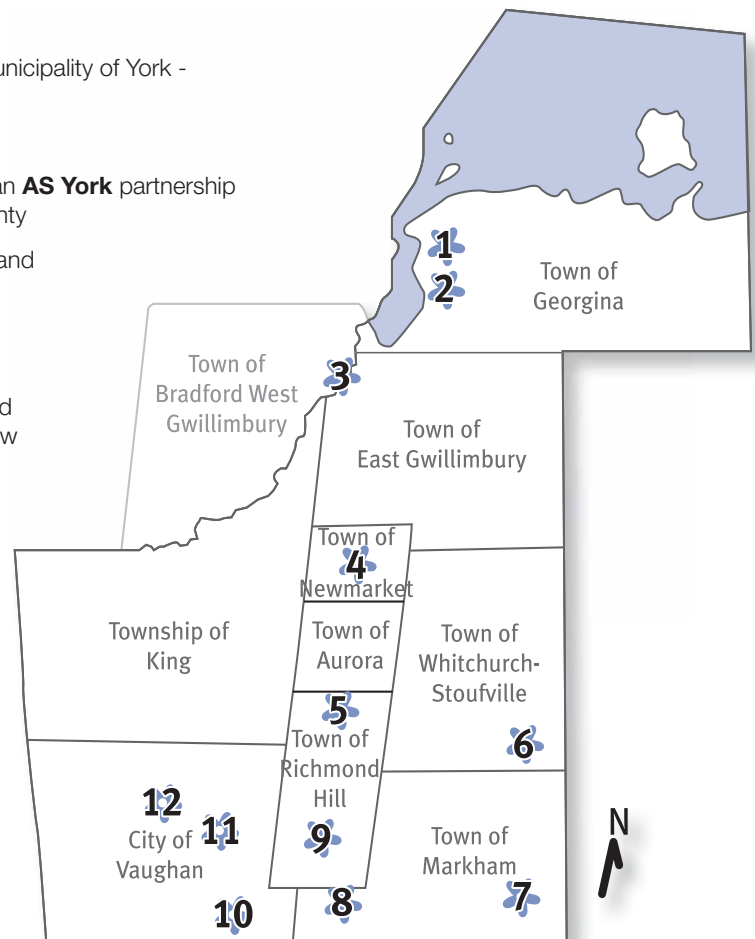 unicipality of York -
an AS York partnership
nty
and
d
w
1
2
Town of
Georgina
Town of
Bradford West
Gwillimbury
3
Town of
East Gwillimbury
Town of
4
Newmarket
Township of
King
Town of
Aurora
Town of
Whitchurch-
Stoufville
5
Town of
Richmond
Hill
6
12
11
City of
Vaughan
9
Town of
Markham
N
10
8
7